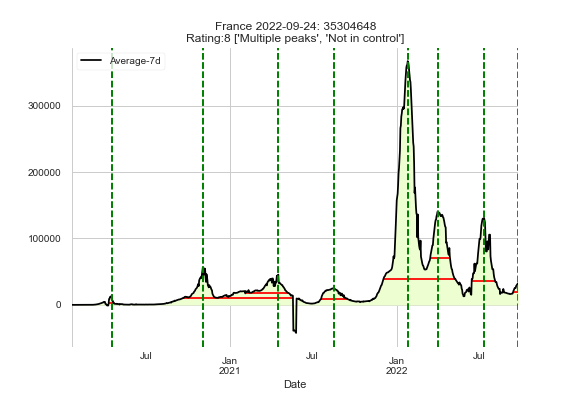 France 2022-09-24: 35304648
Rating:8 ['Multiple peaks', 'Not in control']
Average-7d
300000
200000
100000
0
Jul
Jan
2021
Jul
Jan
2022
Jul
Date